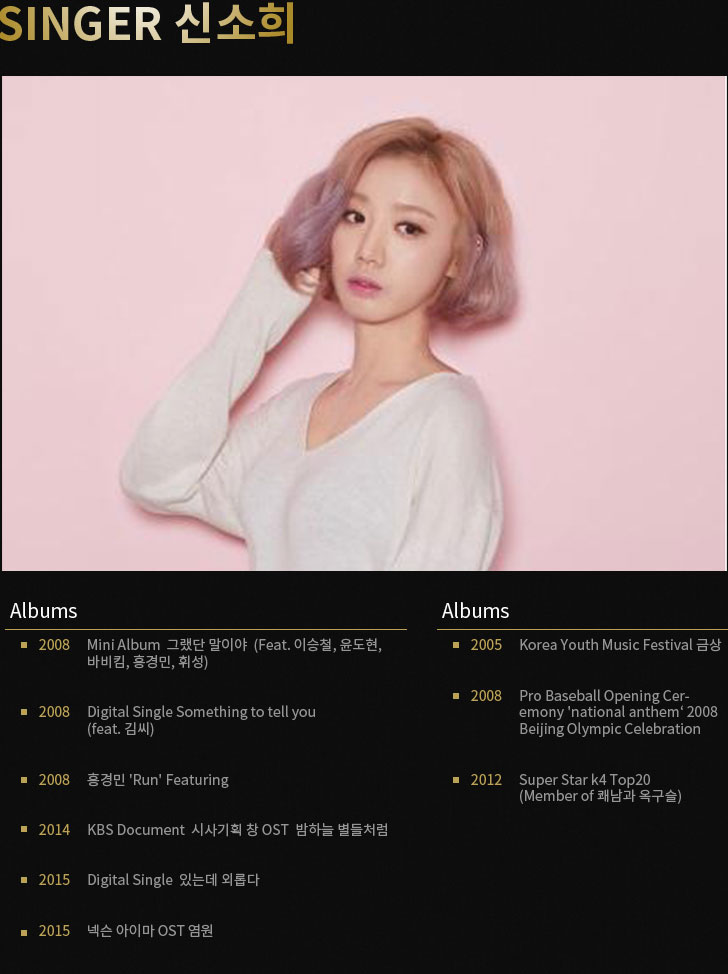 SINGER 신소희
Albums
2008 Mini Album 그랬단 말이야 (Feat. 이승철, 윤도현,
바비킴, 홍경민, 휘성)
2008 Digital Single Something to tell you
(feat. 김씨)
2008 홍경민 'Run' Featuring
2014 KBS Document 시사기획 창 OST 밤하늘 별들처럼
2015 Digital Single 있는데 외롭다
2015 넥슨 아이마 OST 염원
Albums
2005 Korea Youth Music Festival 금상
2008 Pro Baseball Opening Cer-
emony 'national anthem‘ 2008
Beijing Olympic Celebration
2012 Super Star k4 Top20
(Member of 쾌남과 옥구슬)